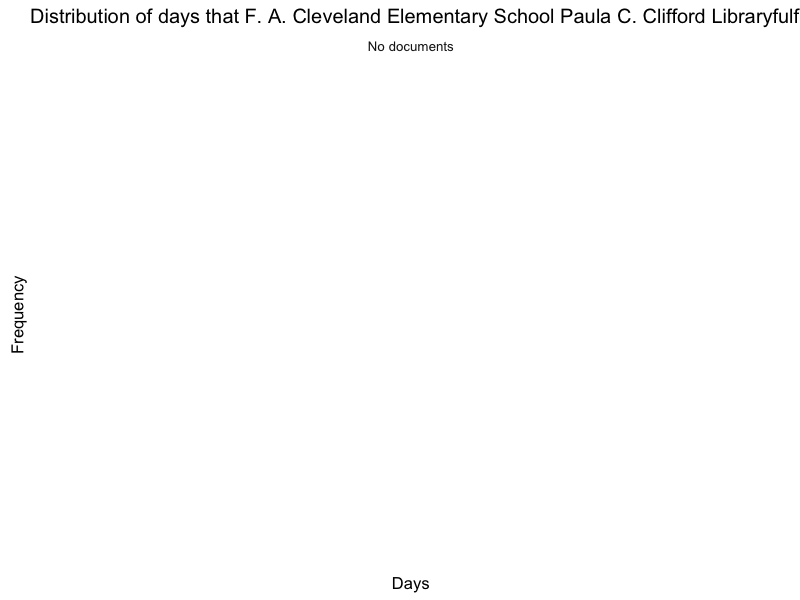 Distribution of days that F. A. Cleveland Elementary School Paula C. Clifford Libraryfulf
No documents
Frequency
Days